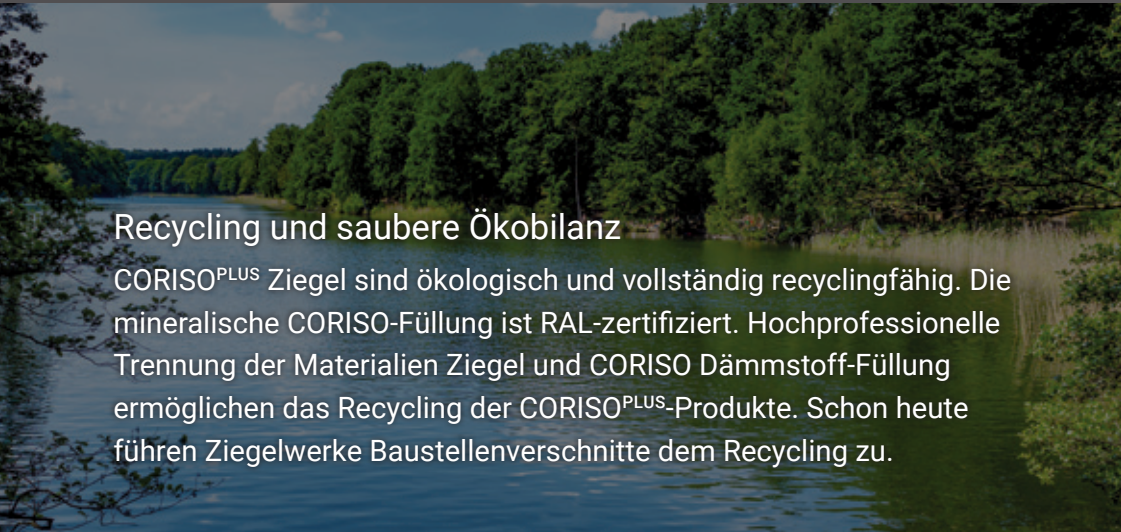 Recycling und saubere Ökobilanz
CORISOPLUS Ziegel sind ökologisch und vollständig recyclingfähig. Die
mineralische CORISO-Füllung ist RAL-zertifiziert. Hochprofessionelle
Trennung der Materialien Ziegel und CORISO Dämmstoff-Füllung
ermöglichen das Recycling der CORISOPLUS-Produkte. Schon heute
führen Ziegelwerke Baustellenverschnitte dem Recycling zu.